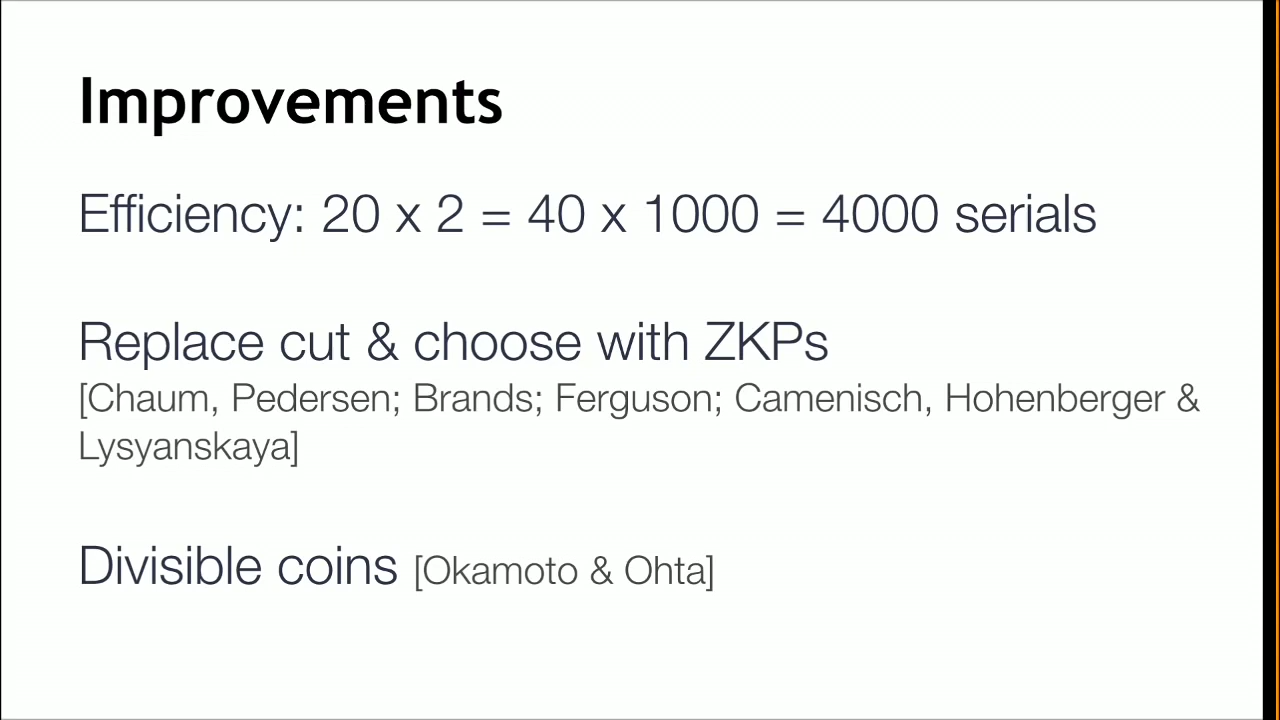 Improvements
Efficiency: 20 x 2 = 40 x 1000 = 4000 serials
Replace cut & choose with ZKPs
[Chaum, Pedersen; Brands; Ferguson; Camenisch, Hohenberger &
Lysyanskaya]
Divisible coins [Okamoto & Ohta]